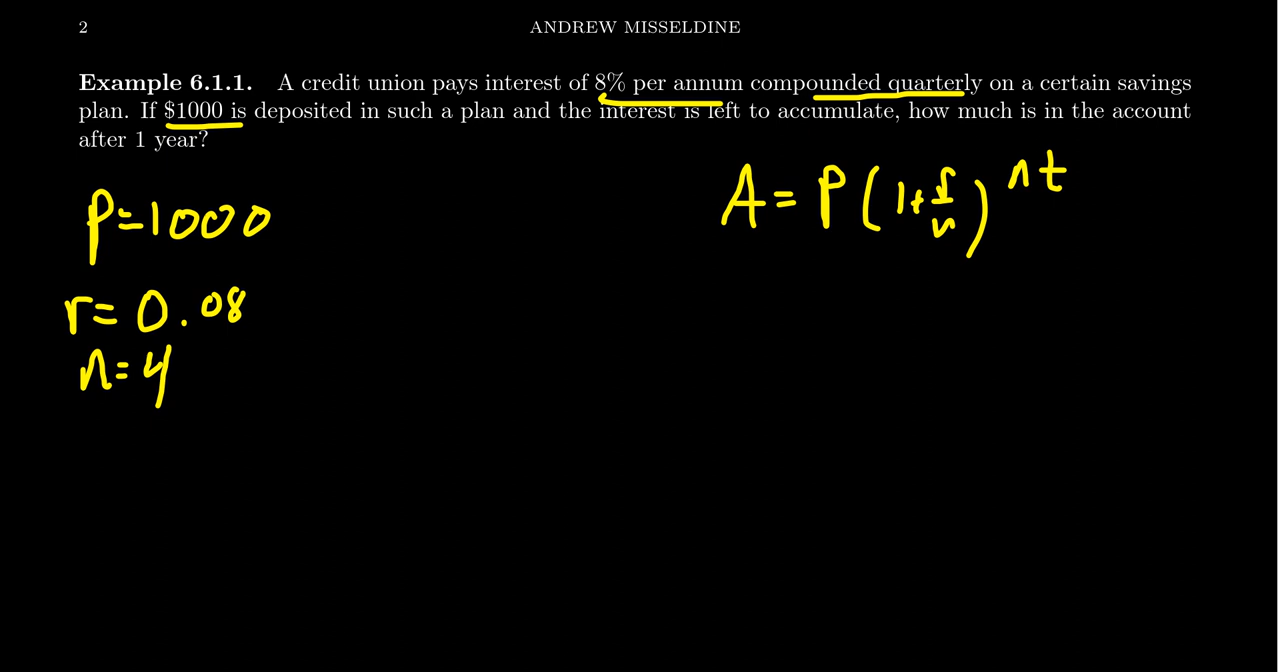 2 ANDREW MISSELDINE
Example 6.1.1. A credit union pays interest of 8% per annum compounded quarterly on a certain savings
plan. If $1000 is deposited in such a plan and the interest is left to accumulate, how much is in the account
after 1 year?
A = P(1+r/n)^nt
P=1000
r= 0.08
n=4